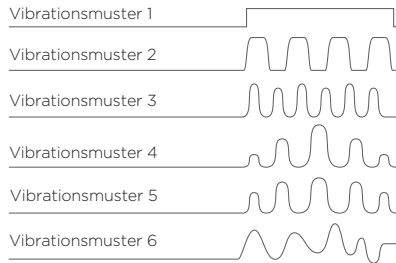 Vibrationsmuster 1
Vibrationsmuster 2
Vibrationsmuster 3
Vibrationsmuster 4
Vibrationsmuster 5
Vibrationsmuster 6